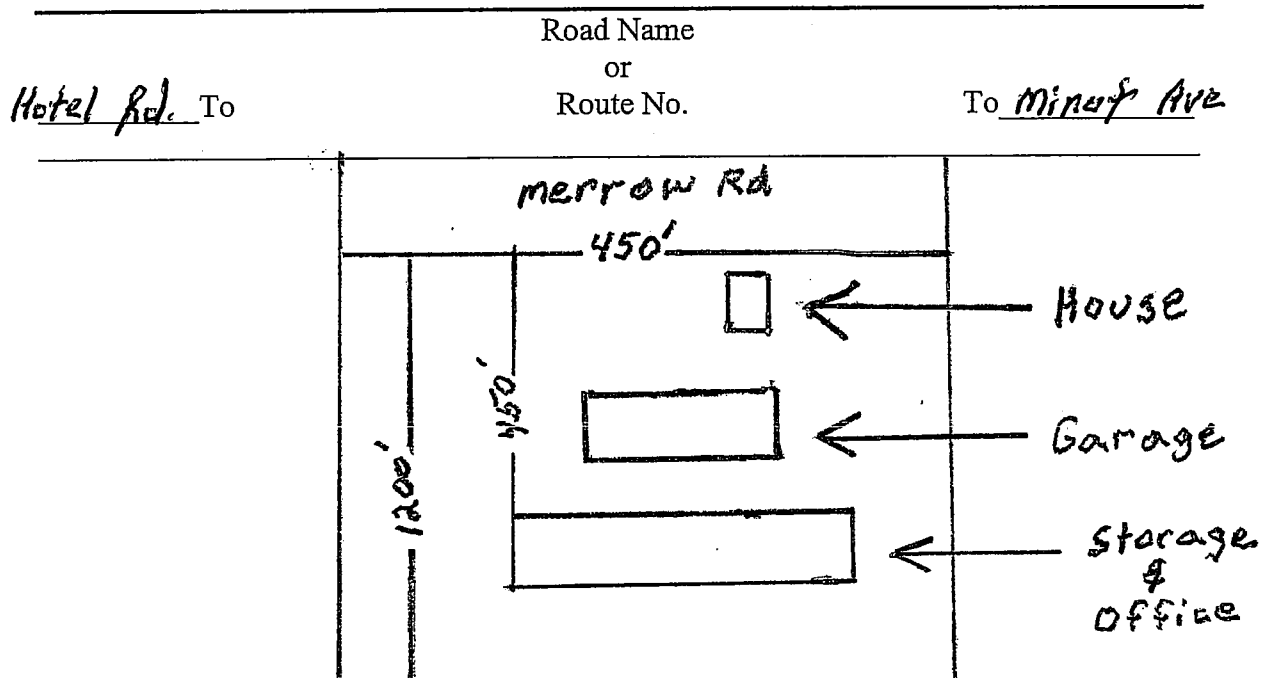 Road Name
or
Hotel Rd. To Route No. To Minot Ave
merrow Rd
450'
House
450'
Garage
1200'
Storage
&
Office